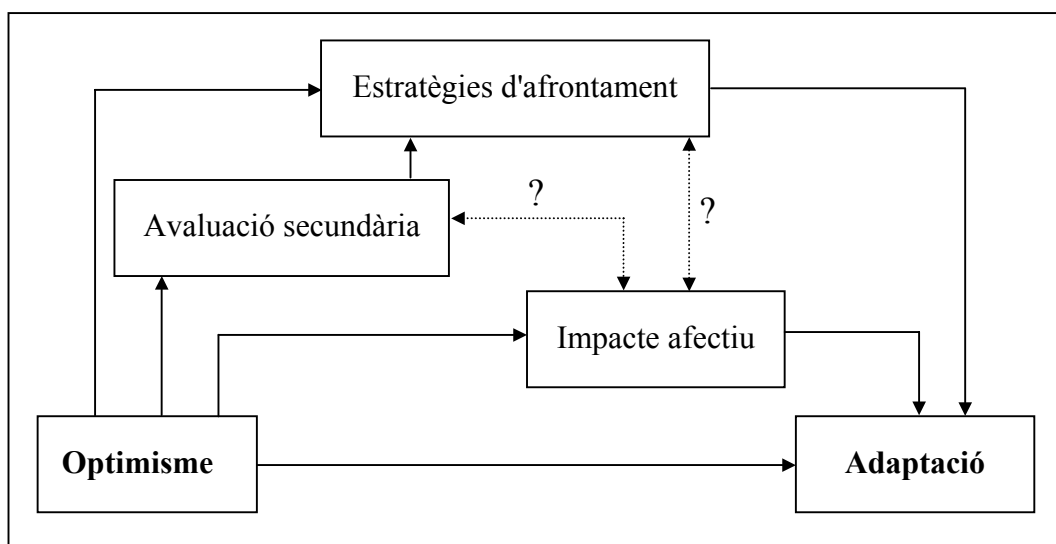 Estratègies d'afrontament
?
?
Avaluació secundària
Impacte afectiu
Optimisme
Adaptació